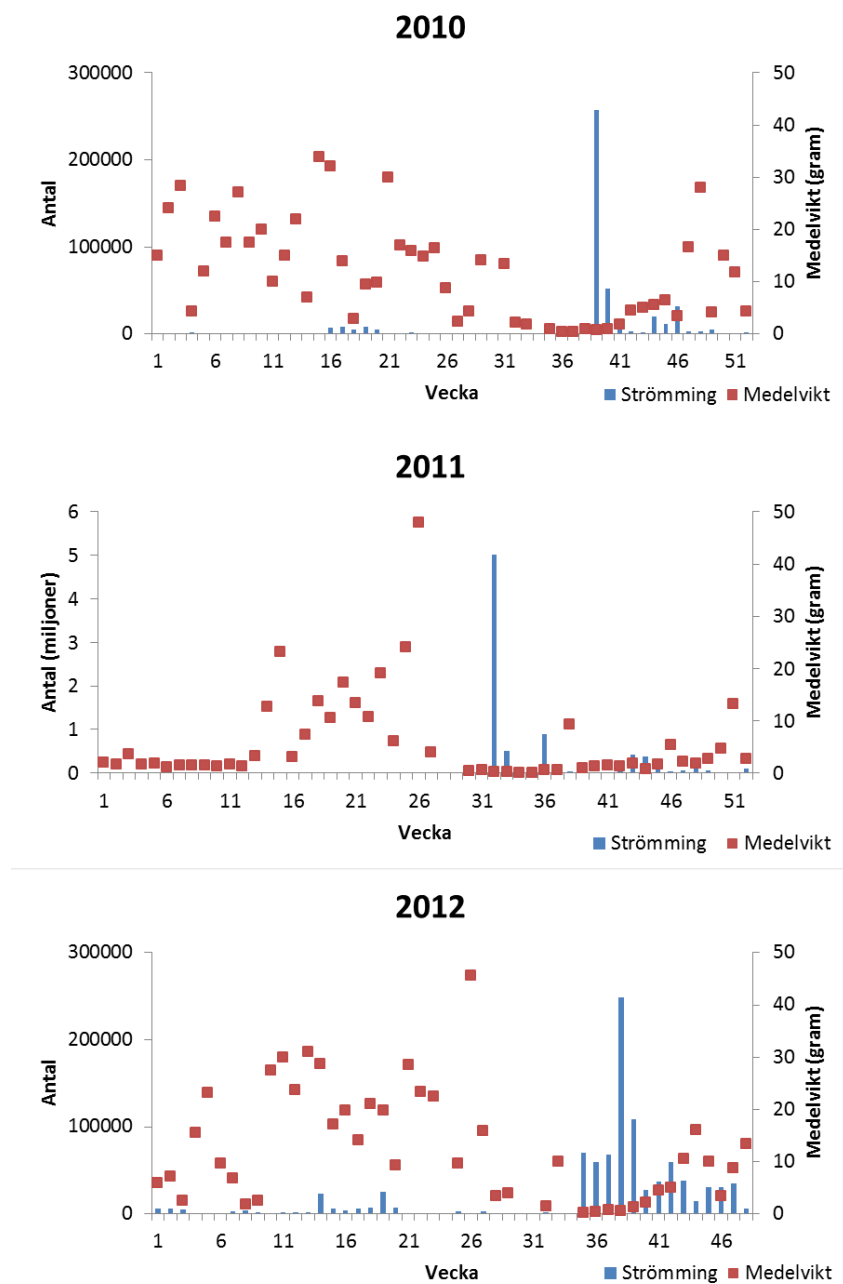 2010
300000
200000
100000
0
Antal
50
40
30
20
10
0
Medelvikt (gram)
1 6 11 16 21 26 31 36 41 46 51
Vecka
Strömming Medelvikt
2011
6
5
4
3
2
1
0
Antal (miljoner)
50
40
30
20
10
0
Medelvikt (gram)
1 6 11 16 21 26 31 36 41 46 51
Vecka
Strömming Medelvikt
2012
300000
200000
100000
0
Antal
50
40
30
20
10
0
Medelvikt (gram)
1 6 11 16 21 26 31 36 41 46
Vecka
Strömming Medelvikt